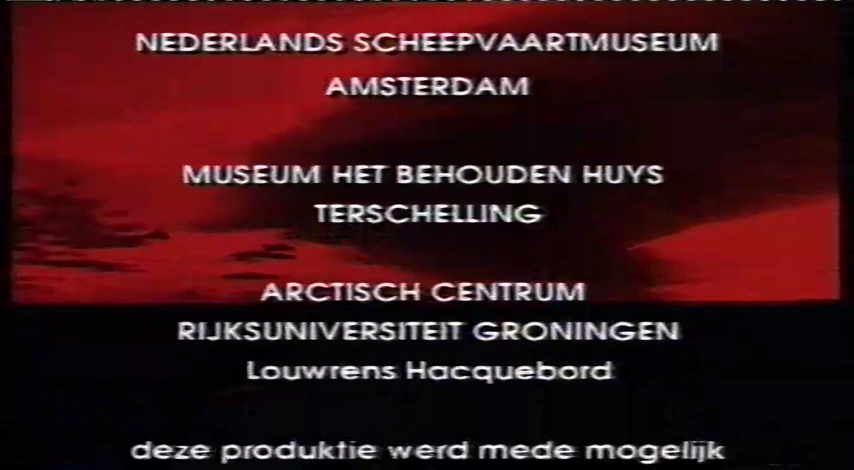 NEDERLANDS SCHEEPVAARTMUSEUM
AMSTERDAM
MUSEUM HET BEHOUDEN HUYS
TERSCHELLING
ARCTISCH CENTRUM
RIJKSUNIVERSITEIT GRONINGEN
Louwrens Hacquebord
deze produktie werd mede mogelijk